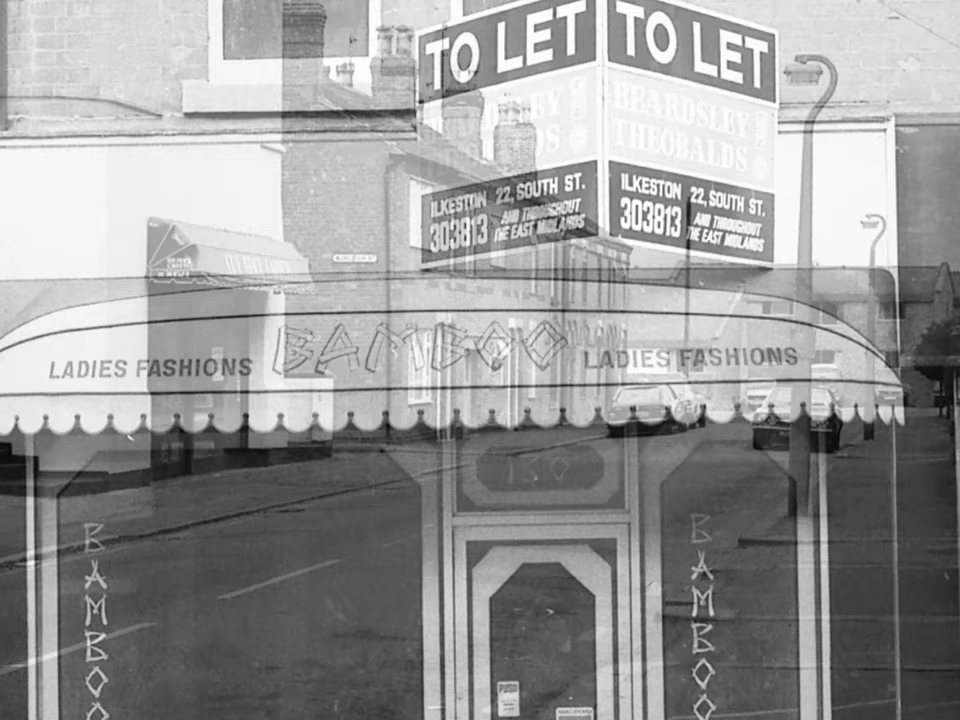 TO LET
TO LET
BEARDSLEY
THEOBALDS
ILKESTON 22, SOUTH ST.
303813 AND THROUGHOUT
THE EAST MIDLANDS
ILKESTON 22, SOUTH ST.
303813 AND THROUGHOUT
THE EAST MIDLANDS
LADIES FASHIONS BAMBOO LADIES FASHIONS
130
BAMBOO
BAMBOO